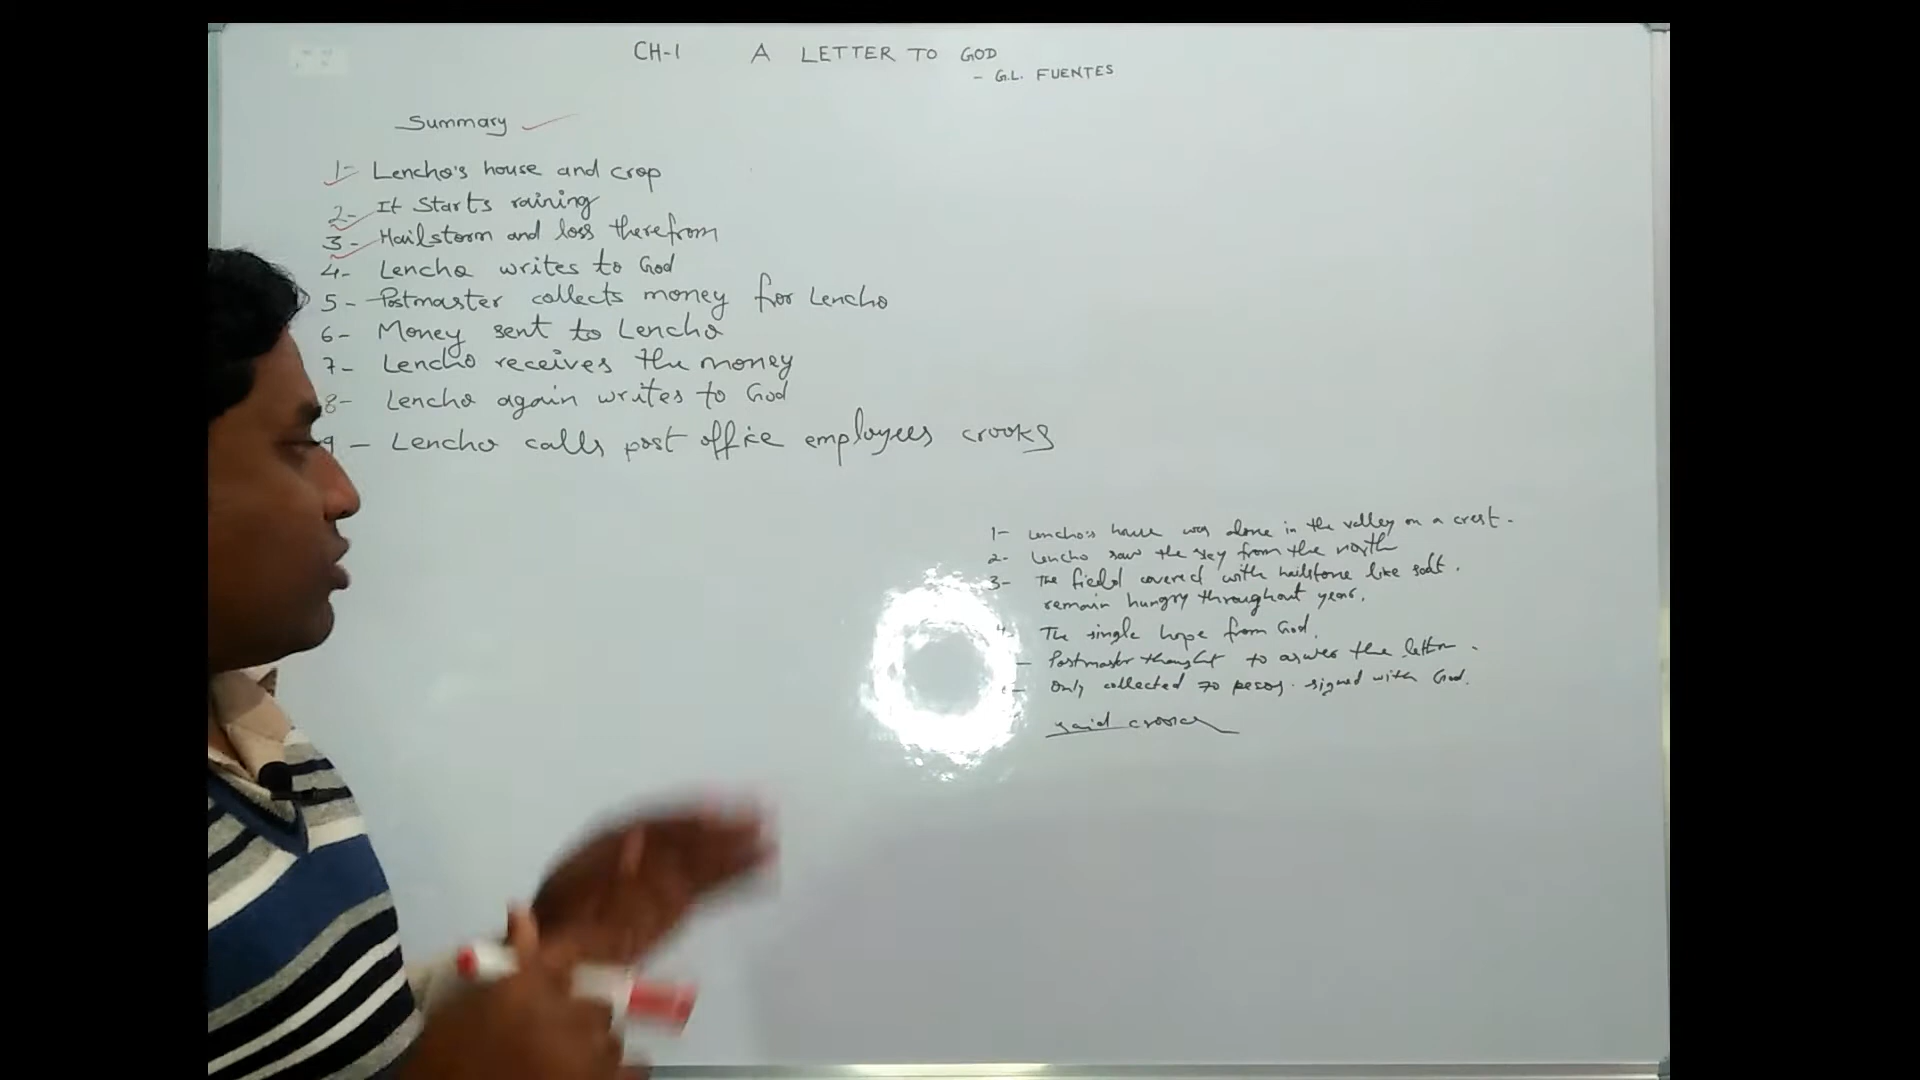 CH-1 A LETTER TO GOD
- G.L. FUENTES
Summary
1- Lencho's house and crop
2- It starts raining
3- Hailstorm and loss therefrom
4- Lencho writes to God
5- Postmaster collects money for Lencho
6- Money sent to Lencho
7- Lencho receives the money
8- Lencho again writes to God
9 - Lencho calls post office employees crooks
1- Lencho's house was alone in the valley on a crest.
2- Lencho saw the sky from the north
3- The field covered with hailstone like salt.
remain hungry throughout year.
4- The single hope from God.
- Postmaster thought to answer the letter.
- Only collected 70 pesos. signed with God.
said